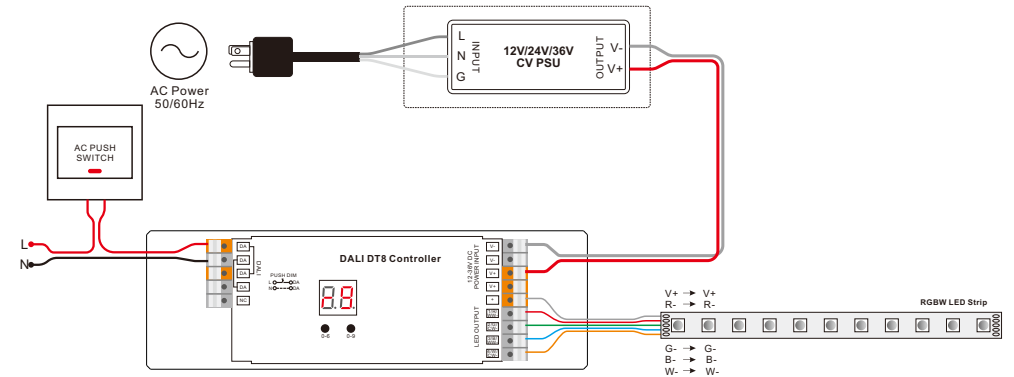 AC Power
50/60Hz
L
N
G
INPUT
12V/24V/36V
CV PSU
OUTPUT
V-
V+
AC PUSH
SWITCH
L
N
DA
DA
DA
DA
NC
DALI
PUSH DIM
L DA
N DA
DALI DT8 Controller
0-6
0-9
12-36V DC
POWER INPUT
V-
V-
V+
V+
+
LED OUTPUT
V+ → V+
R- → R-
RGBW LED Strip
G- → G-
B- → B-
W- → W-